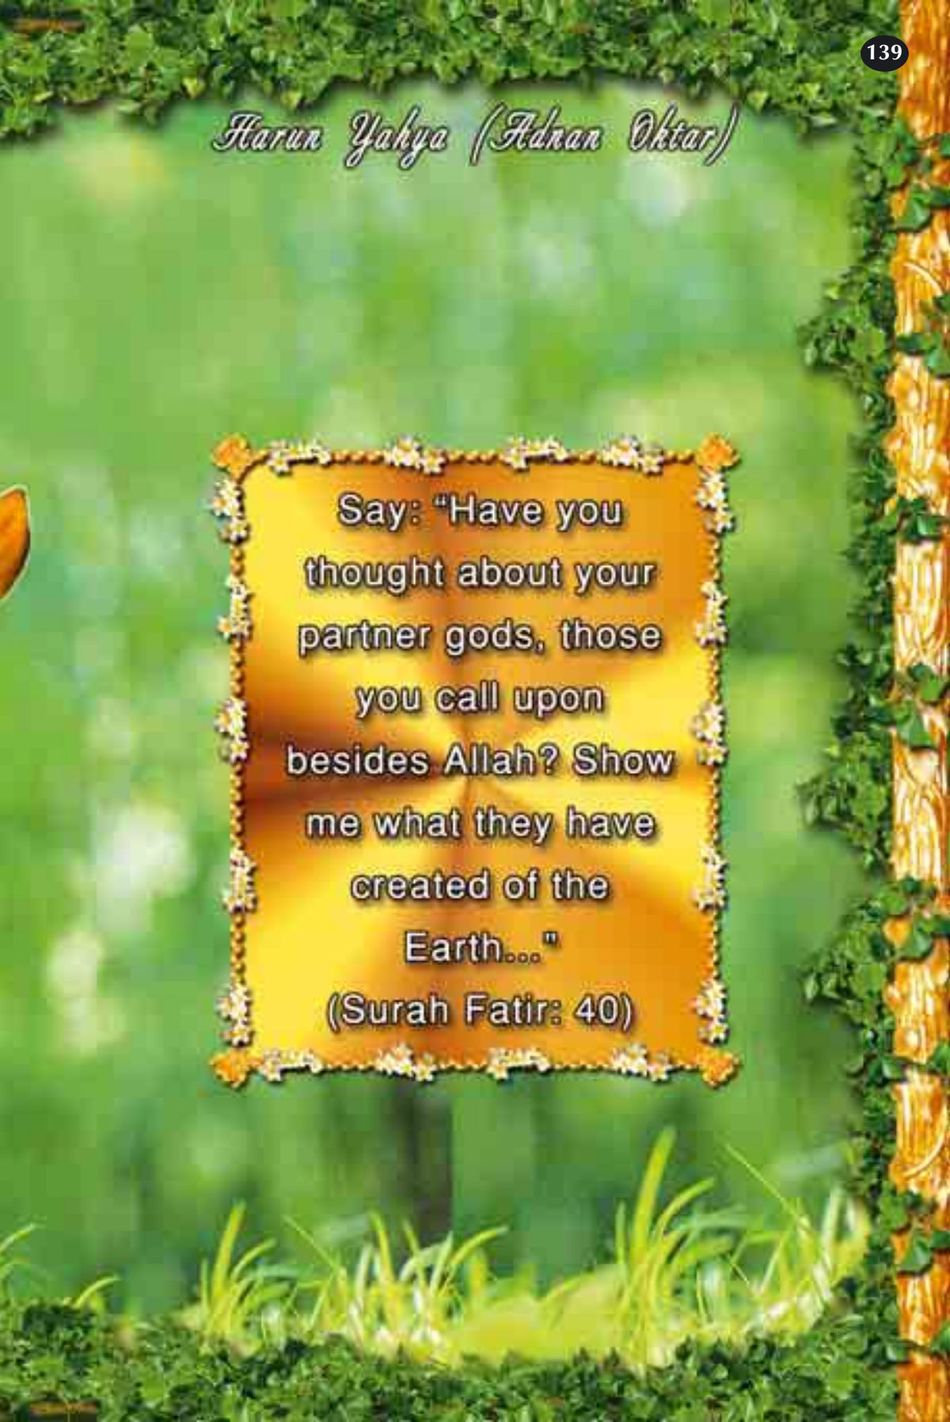 139
Harun Yahya (Adnan Oktar)
Say: “Have you
thought about your
partner gods, those
you call upon
besides Allah? Show
me what they have
created of the
Earth..."
(Surah Fatir: 40)